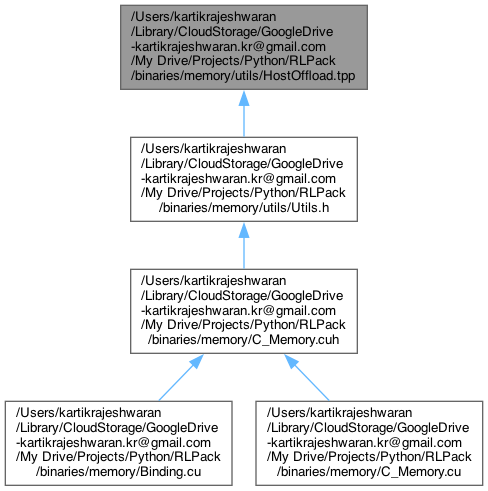 /Users/kartikrajeshwaran
/Library/CloudStorage/GoogleDrive
-kartikrajeshwaran.kr@gmail.com
/My Drive/Projects/Python/RLPack
/binaries/memory/utils/HostOffload.tpp
/Users/kartikrajeshwaran
/Library/CloudStorage/GoogleDrive
-kartikrajeshwaran.kr@gmail.com
/My Drive/Projects/Python/RLPack
/binaries/memory/utils/Utils.h
/Users/kartikrajeshwaran
/Library/CloudStorage/GoogleDrive
-kartikrajeshwaran.kr@gmail.com
/My Drive/Projects/Python/RLPack
/binaries/memory/C_Memory.cuh
/Users/kartikrajeshwaran
/Library/CloudStorage/GoogleDrive
-kartikrajeshwaran.kr@gmail.com
/My Drive/Projects/Python/RLPack
/binaries/memory/Binding.cu
/Users/kartikrajeshwaran
/Library/CloudStorage/GoogleDrive
-kartikrajeshwaran.kr@gmail.com
/My Drive/Projects/Python/RLPack
/binaries/memory/C_Memory.cu